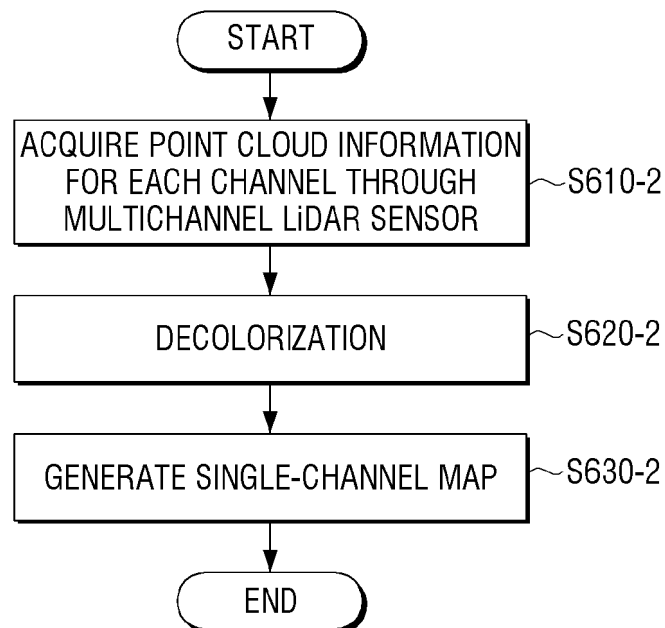 START
ACQUIRE POINT CLOUD INFORMATION
FOR EACH CHANNEL THROUGH
MULTICHANNEL LiDAR SENSOR
S610-2
DECOLORIZATION
S620-2
GENERATE SINGLE-CHANNEL MAP
S630-2
END